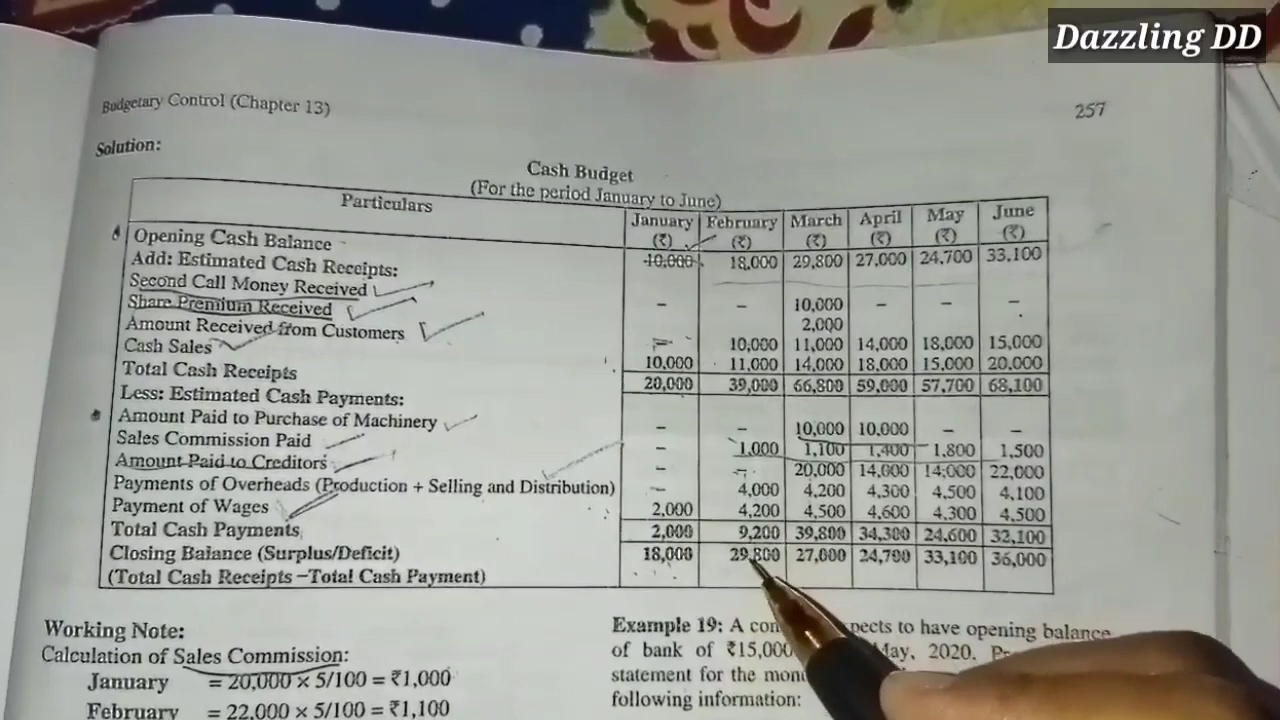 Dazzling DD
Budgetary Control (Chapter 13)
257
Solution:
Cash Budget
(For the period January to June)
Particulars January (₹) February (₹) March (₹) April (₹) May (₹) June (₹)
Opening Cash Balance 10,000 18,000 29,800 27,000 24,700 33,100
Add: Estimated Cash Receipts:
Second Call Money Received – – 10,000 – – –
Share Premium Received 2,000
Amount Received from Customers – 10,000 11,000 14,000 18,000 15,000
Cash Sales 10,000 11,000 14,000 18,000 15,000 20,000
Total Cash Receipts 20,000 39,000 66,800 59,000 57,700 68,100
Less: Estimated Cash Payments:
Amount Paid to Purchase of Machinery – – 10,000 10,000 – –
Sales Commission Paid – 1,000 1,100 1,400 1,800 1,500
Amount Paid to Creditors – – 20,000 14,000 14,000 22,000
Payments of Overheads (Production + Selling and Distribution) – 4,000 4,200 4,300 4,500 4,100
Payment of Wages 2,000 4,200 4,500 4,600 4,300 4,500
Total Cash Payments 2,000 9,200 39,800 34,300 24,600 32,100
Closing Balance (Surplus/Deficit) 18,000 29,800 27,000 24,700 33,100 36,000
(Total Cash Receipts –Total Cash Payment)
Working Note:
Calculation of Sales Commission:
January = 20,000 × 5/100 = ₹1,000
February = 22,000 × 5/100 = ₹1,100
Example 19: A con pects to have opening balance
of bank of ₹15,000 May, 2020.
statement for the
following information: